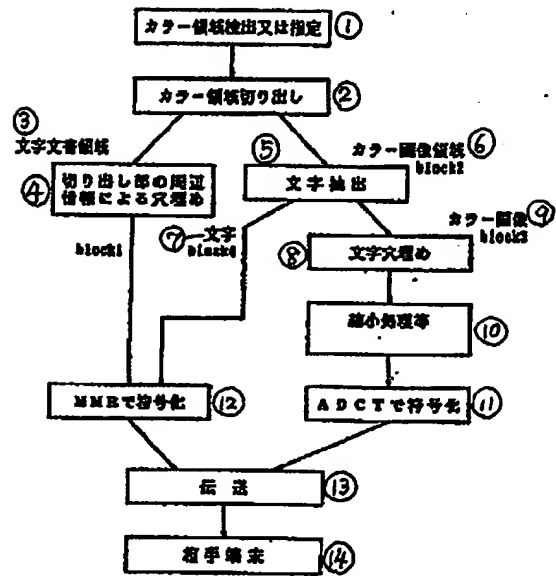 カラー領域検出又は指定 ①
カラー領域切り出し ②
③
文字文書領域
④ 切り出し部の周辺
情報による穴埋め
⑤
文字抽出
カラー画像領域 ⑥
block2
⑦ 文字
block4
block1
カラー画像 ⑨
block3
⑧ 文字穴埋め
縮小処理等 ⑩
MMRで符号化 ⑫
ADCTで符号化 ⑪
伝送 ⑬
相手端末 ⑭